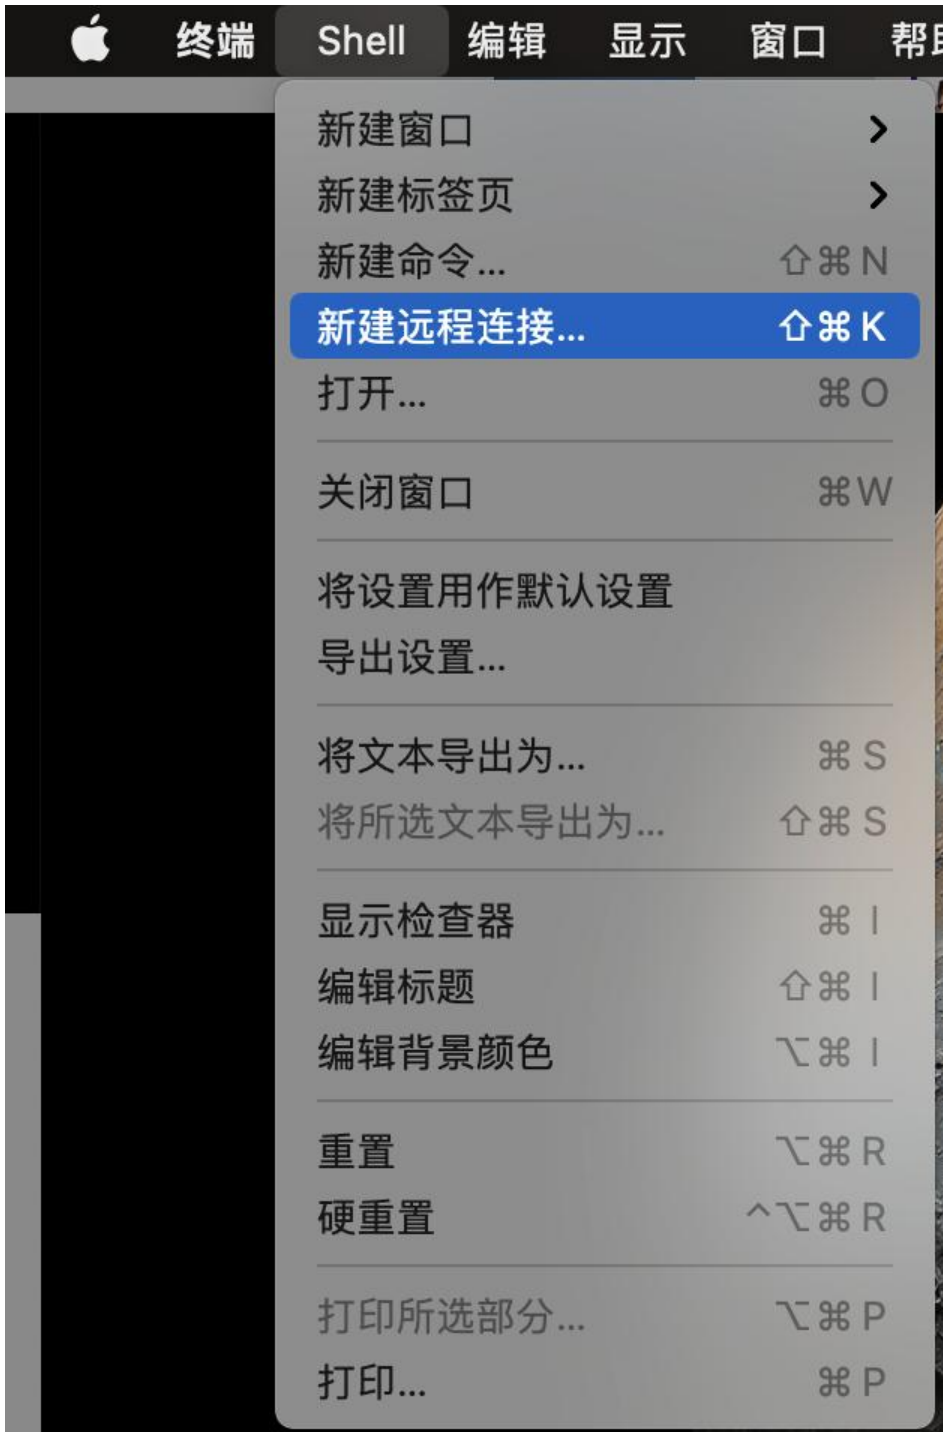 终端 Shell 编辑 显示 窗口
新建窗口
新建标签页
新建命令... ⇧⌘N
新建远程连接... ⇧⌘K
打开... ⌘O
关闭窗口 ⌘W
将设置用作默认设置
导出设置...
将文本导出为... ⌘S
将所选文本导出为... ⇧⌘S
显示检查器 ⌘I
编辑标题 ⇧⌘I
编辑背景颜色 ⌥⌘I
重置 ⌥⌘R
硬重置 ^⌥⌘R
打印所选部分... ⌥⌘P
打印... ⌘P